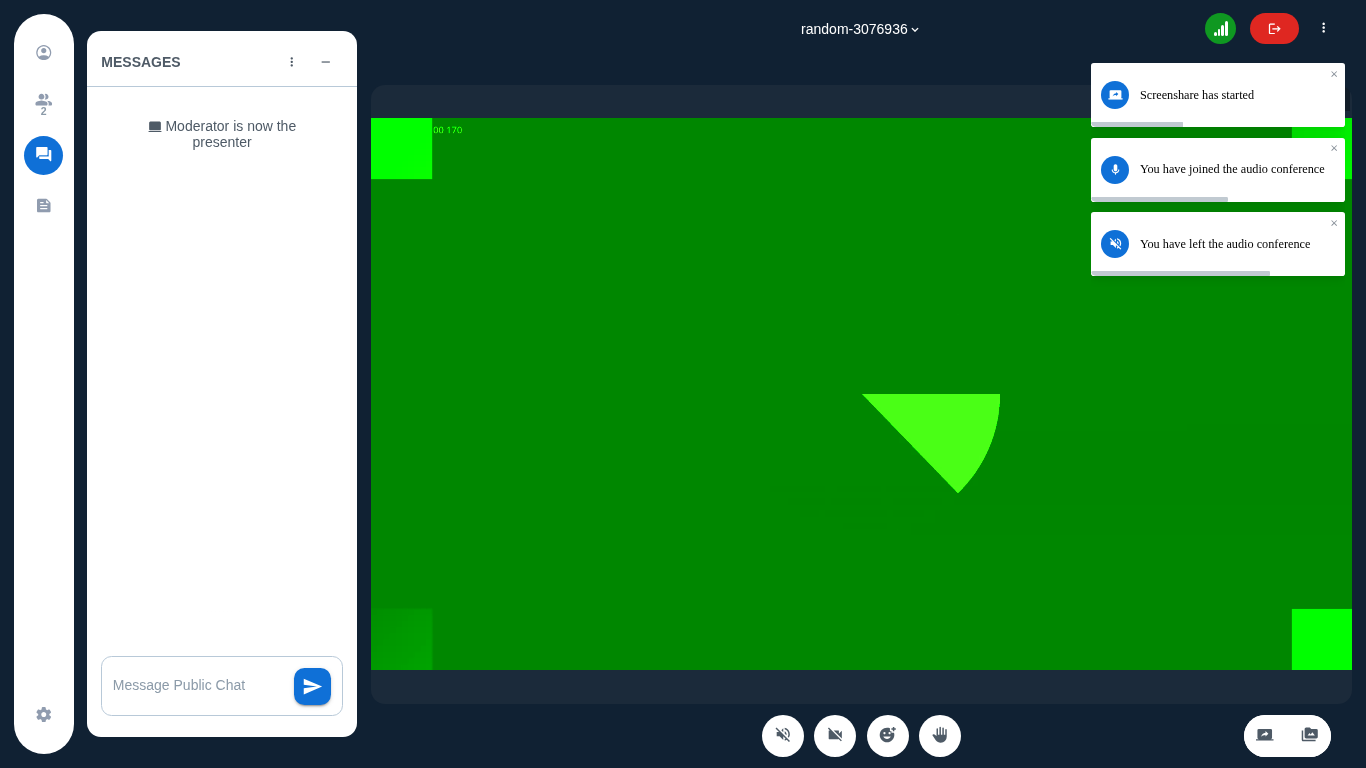 random-3076936
MESSAGES
2
Moderator is now the
presenter
00 170
Screenshare has started
You have joined the audio conference
You have left the audio conference
Message Public Chat